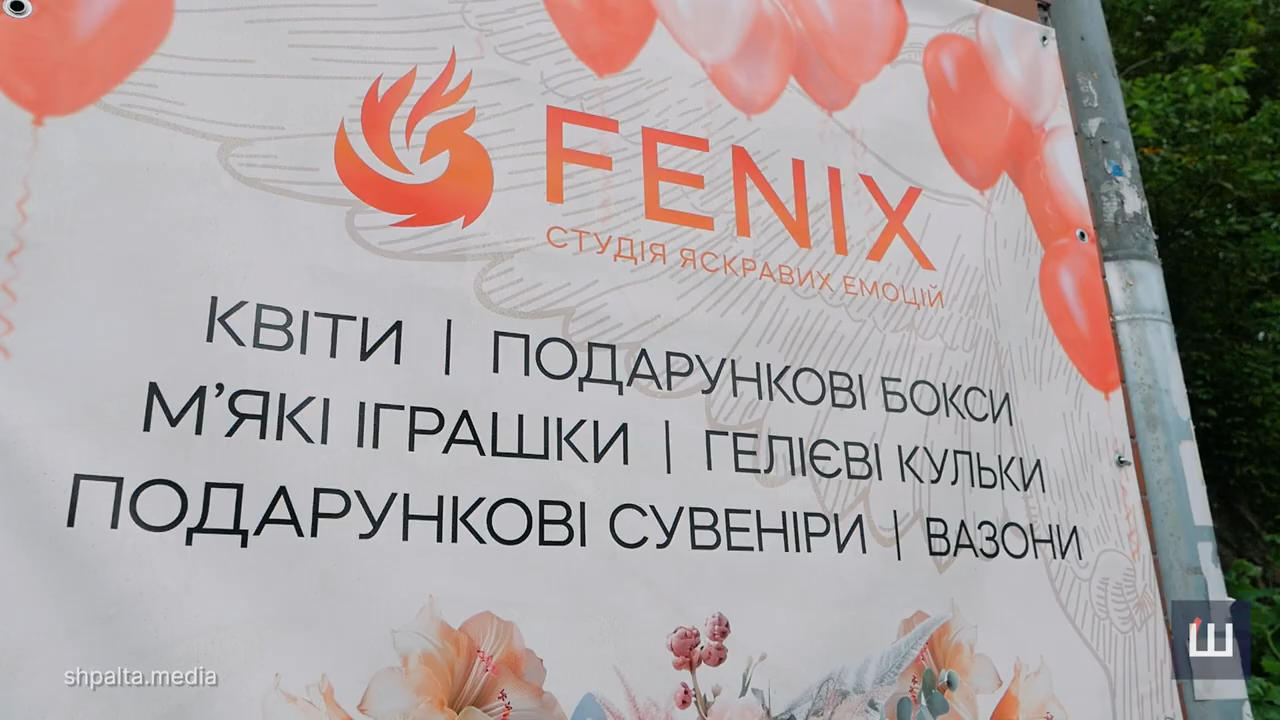 FENIX
СТУДІЯ ЯСКРАВИХ ЕМОЦІЙ
КВІТИ | ПОДАРУНКОВІ БОКСИ
М’ЯКІ ІГРАШКИ | ГЕЛІЄВІ КУЛЬКИ
ПОДАРУНКОВІ СУВЕНІРИ | ВАЗОНИ
shpalta.media
Ш